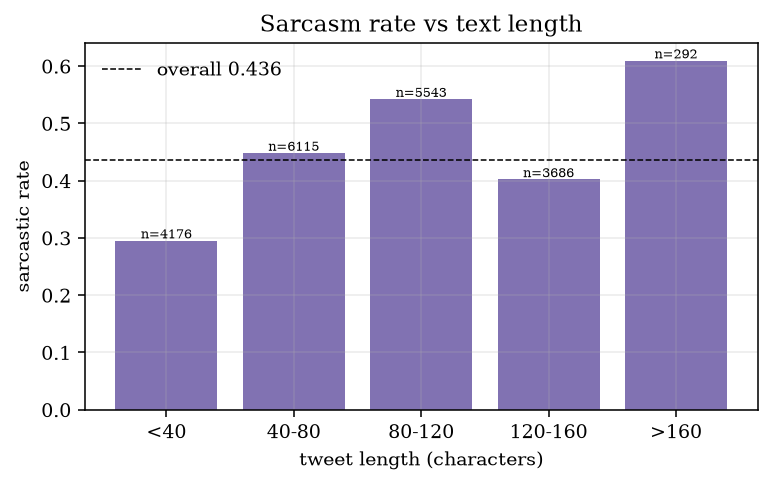 Sarcasm rate vs text length
overall 0.436
sarcastic rate
0.6
0.5
0.4
0.3
0.2
0.1
0.0
n=4176
n=6115
n=5543
n=3686
n=292
<40
40-80
80-120
120-160
>160
tweet length (characters)